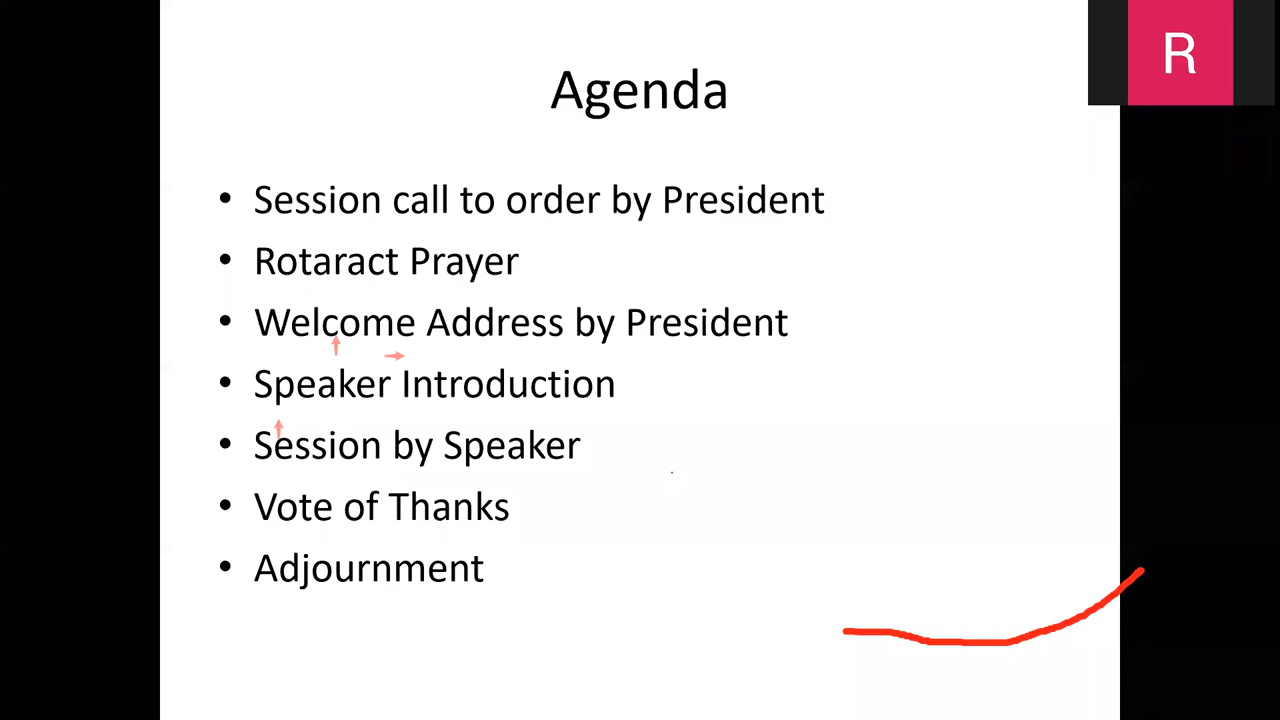 R
Agenda
• Session call to order by President
• Rotaract Prayer
• Welcome Address by President
• Speaker Introduction
• Session by Speaker
• Vote of Thanks
• Adjournment